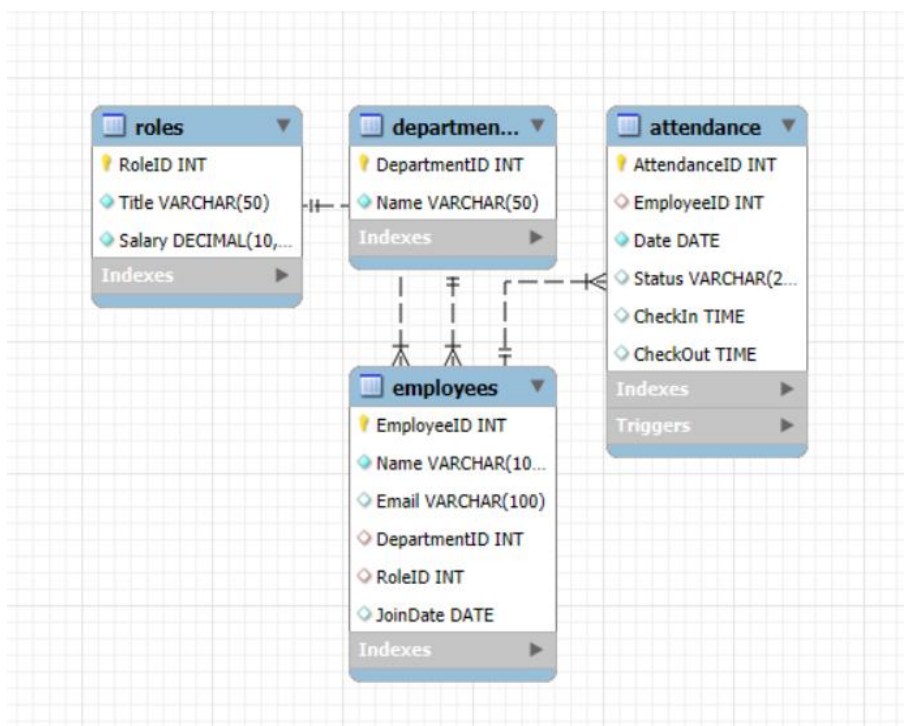 roles
RoleID INT
Title VARCHAR(50)
Salary DECIMAL(10,...
Indexes
departmen...
DepartmentID INT
Name VARCHAR(50)
Indexes
attendance
AttendanceID INT
EmployeeID INT
Date DATE
Status VARCHAR(2...
CheckIn TIME
CheckOut TIME
Indexes
Triggers
employees
EmployeeID INT
Name VARCHAR(10...
Email VARCHAR(100)
DepartmentID INT
RoleID INT
JoinDate DATE
Indexes